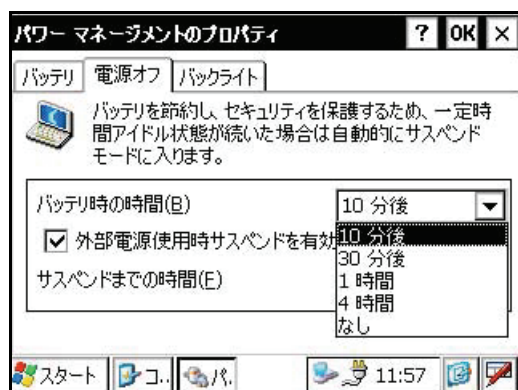 パワー マネージメントのプロパティ ? OK ×
バッテリ 電源オフ バックライト
バッテリを節約し、セキュリティを保護するため、一定時
間アイドル状態が続いた場合は自動的にサスペンド
モードに入ります。
バッテリ時の時間(B) 10 分後
外部電源使用時サスペンドを有効
10 分後
30 分後
サスペンドまでの時間(E)
1 時間
4 時間
なし
スタート コ.. パ. 11:57